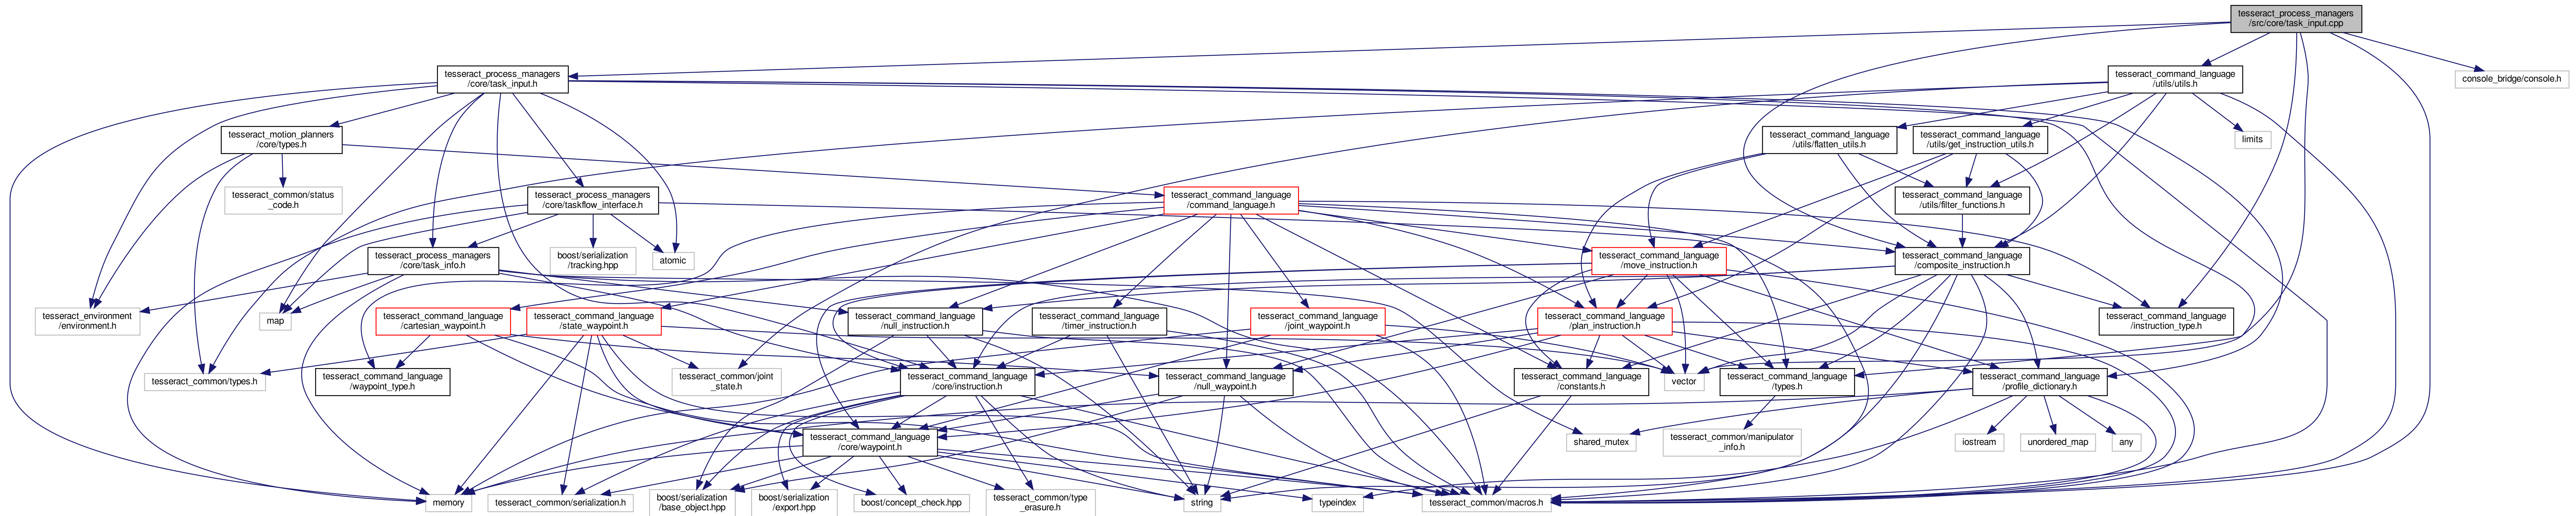 tesseract_process_managers
/src/core/task_input.cpp
tesseract_process_managers
/core/task_input.h
tesseract_command_language
/utils/utils.h
console_bridge/console.h
tesseract_motion_planners
/core/types.h
tesseract_command_language
/utils/flatten_utils.h
tesseract_command_language
/utils/get_instruction_utils.h
limits
tesseract_common/status
_code.h
tesseract_process_managers
/core/taskflow_interface.h
tesseract_command_language
/command_language.h
tesseract_command_language
/utils/filter_functions.h
tesseract_process_managers
/core/task_info.h
boost/serialization
/tracking.hpp
atomic
tesseract_command_language
/move_instruction.h
tesseract_command_language
/composite_instruction.h
tesseract_environment
/environment.h
map
tesseract_command_language
/cartesian_waypoint.h
tesseract_command_language
/state_waypoint.h
tesseract_command_language
/null_instruction.h
tesseract_command_language
/timer_instruction.h
tesseract_command_language
/joint_waypoint.h
tesseract_command_language
/plan_instruction.h
tesseract_command_language
/instruction_type.h
tesseract_common/types.h
tesseract_command_language
/waypoint_type.h
tesseract_common/joint
_state.h
tesseract_command_language
/core/instruction.h
tesseract_command_language
/null_waypoint.h
tesseract_command_language
/constants.h
vector
tesseract_command_language
/types.h
tesseract_command_language
/profile_dictionary.h
tesseract_command_language
/core/waypoint.h
shared_mutex
tesseract_common/manipulator
_info.h
iostream
unordered_map
any
memory
tesseract_common/serialization.h
boost/serialization
/base_object.hpp
boost/serialization
/export.hpp
boost/concept_check.hpp
tesseract_common/type
_erasure.h
string
typeindex
tesseract_common/macros.h